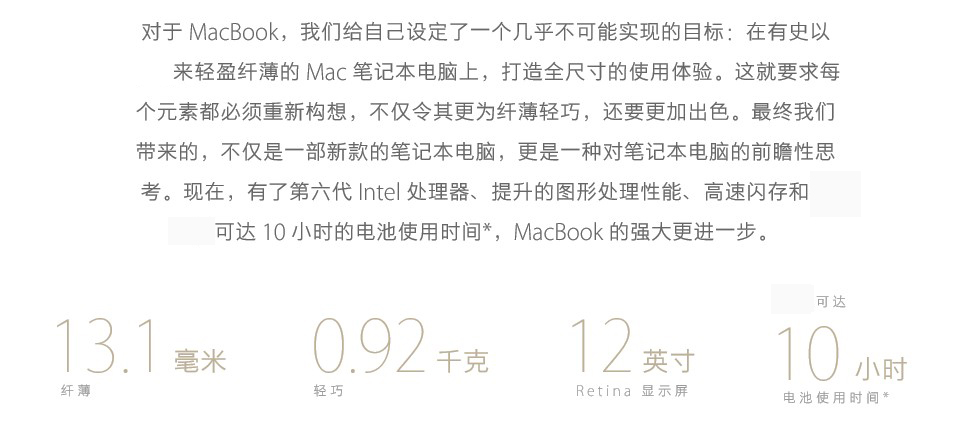 对于 MacBook，我们给自己设定了一个几乎不可能实现的目标：在有史以
来轻盈纤薄的 Mac 笔记本电脑上，打造全尺寸的使用体验。这就要求每
个元素都必须重新构想，不仅令其更为纤薄轻巧，还要更加出色。最终我们
带来的，不仅是一部新款的笔记本电脑，更是一种对笔记本电脑的前瞻性思
考。现在，有了第六代 Intel 处理器、提升的图形处理性能、高速闪存和
可达 10 小时的电池使用时间*，MacBook 的强大更进一步。
13.1 毫米
纤薄
0.92 千克
轻巧
12 英寸
Retina 显示屏
可达
10 小时
电池使用时间*